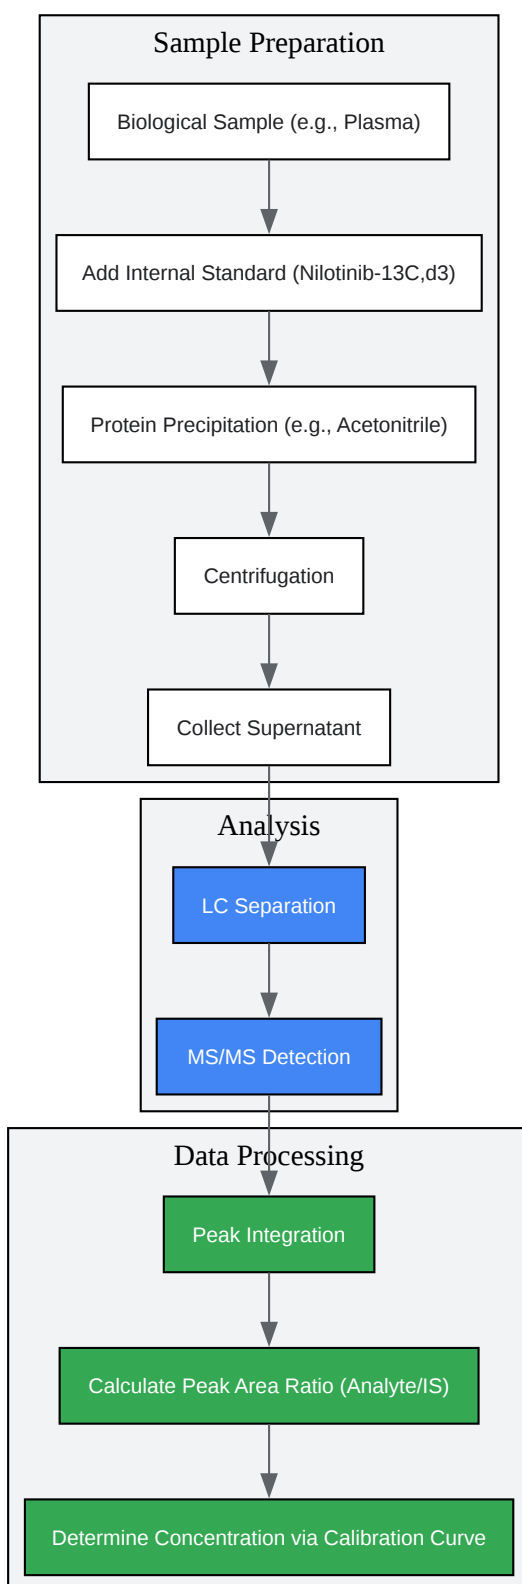 Sample Preparation
Biological Sample (e.g., Plasma)
Add Internal Standard (Nilotinib-13C,d3)
Protein Precipitation (e.g., Acetonitrile)
Centrifugation
Collect Supernatant
Analysis
LC Separation
MS/MS Detection
Data Processing
Peak Integration
Calculate Peak Area Ratio (Analyte/IS)
Determine Concentration via Calibration Curve